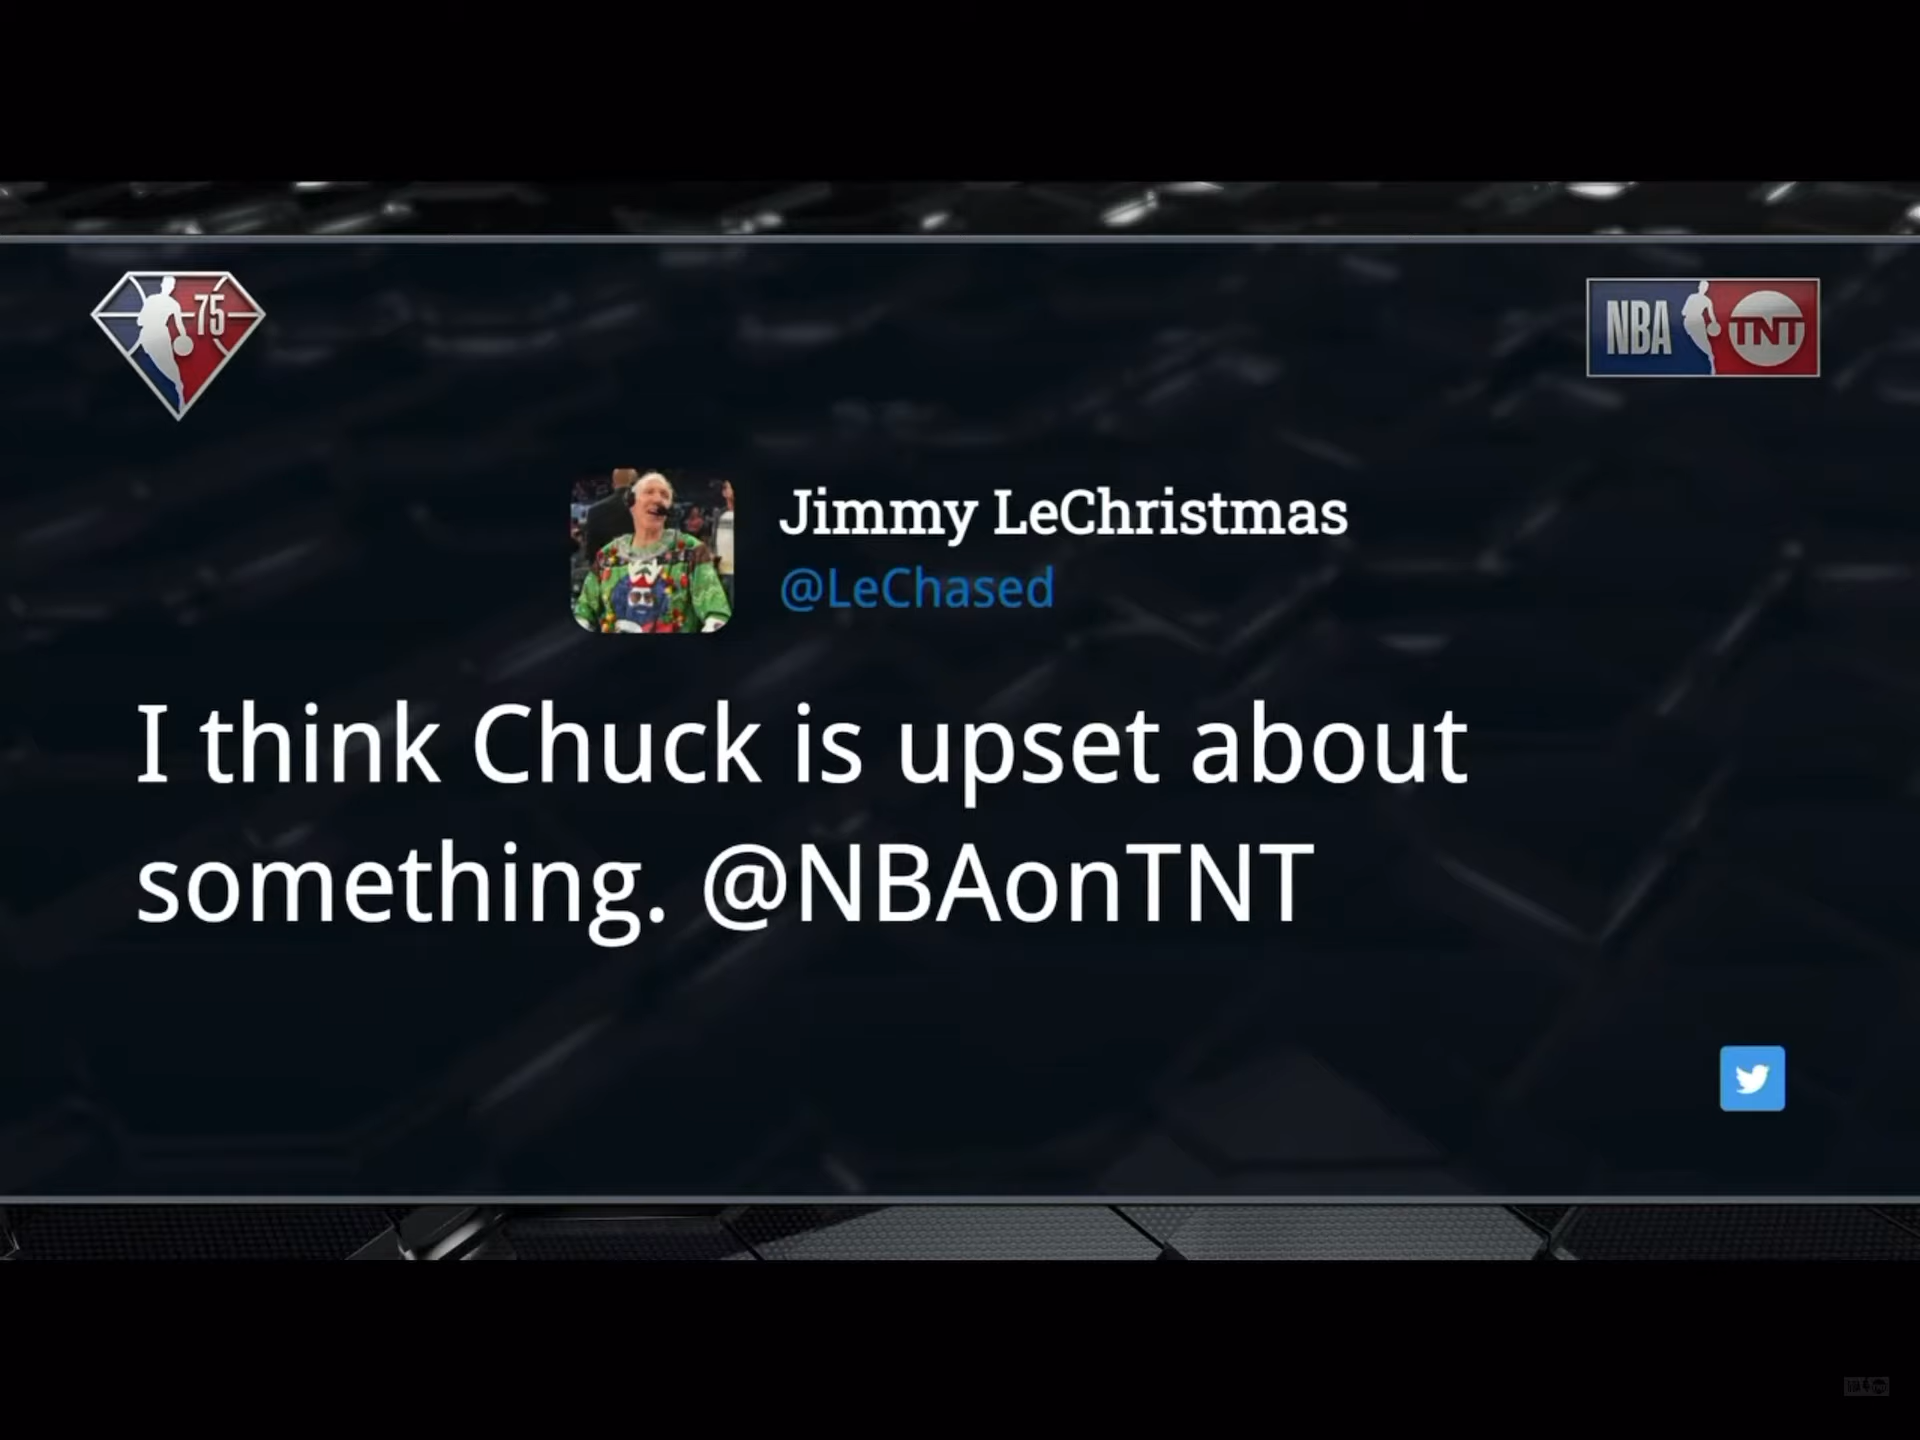 75
NBA TNT
Jimmy LeChristmas
@LeChased
I think Chuck is upset about
something. @NBAonTNT